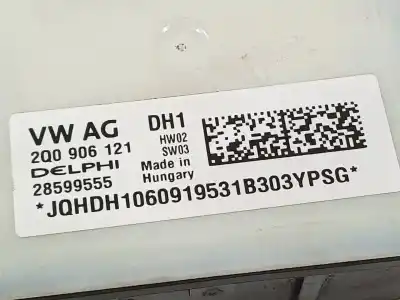 VW AG DH1
2Q0 906 121 HW02
SW03
DELPHI Made in
28599555 Hungary
*JQHDH1060919531B303YPSG*